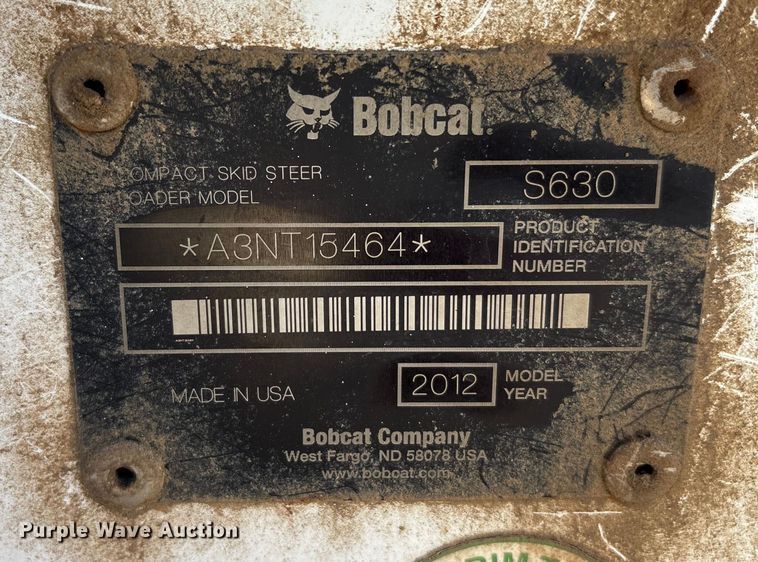 Bobcat®
OMPACT SKID STEER
OADER MODEL
S630
*A3NT15464*
PRODUCT
IDENTIFICATION
NUMBER
MADE IN USA
2012
MODEL
YEAR
Bobcat Company
West Fargo, ND 58078 USA
www.bobcat.com
Purple Wave Auction